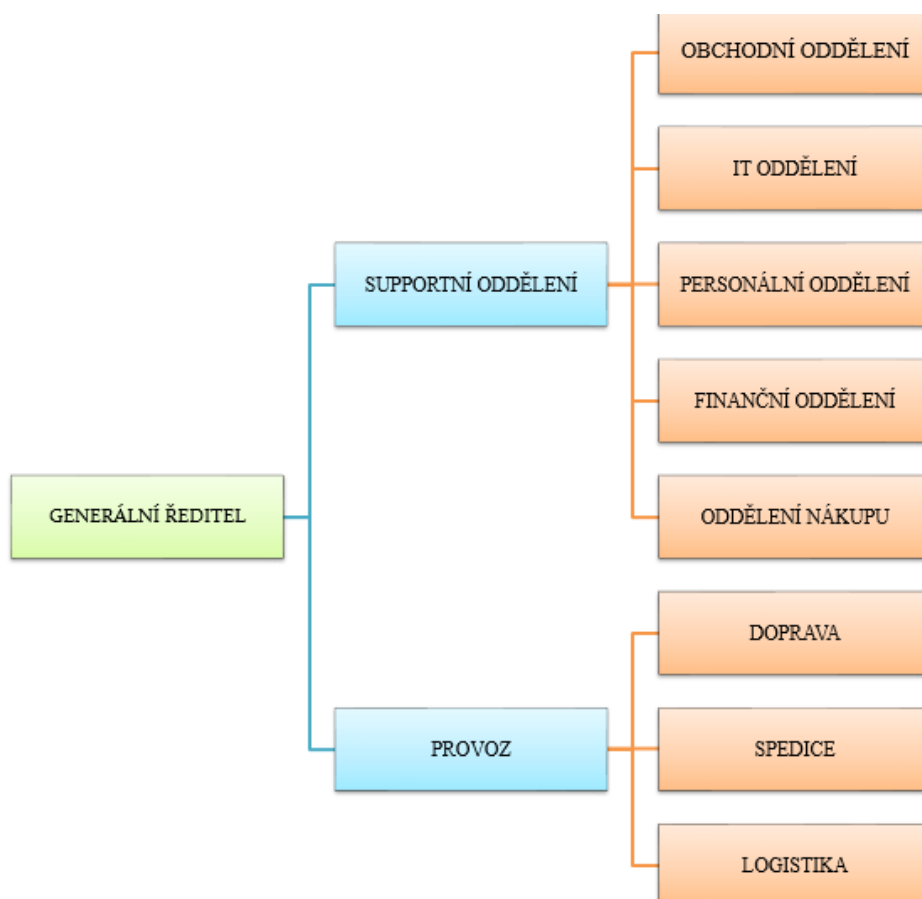 OBCHODNÍ ODDĚLENÍ
IT ODDĚLENÍ
SUPPORTNÍ ODDĚLENÍ
PERSONÁLNÍ ODDĚLENÍ
FINANČNÍ ODDĚLENÍ
GENERÁLNÍ ŘEDITEL
ODDĚLENÍ NÁKUPU
DOPRAVA
PROVOZ
SPEDICE
LOGISTIKA